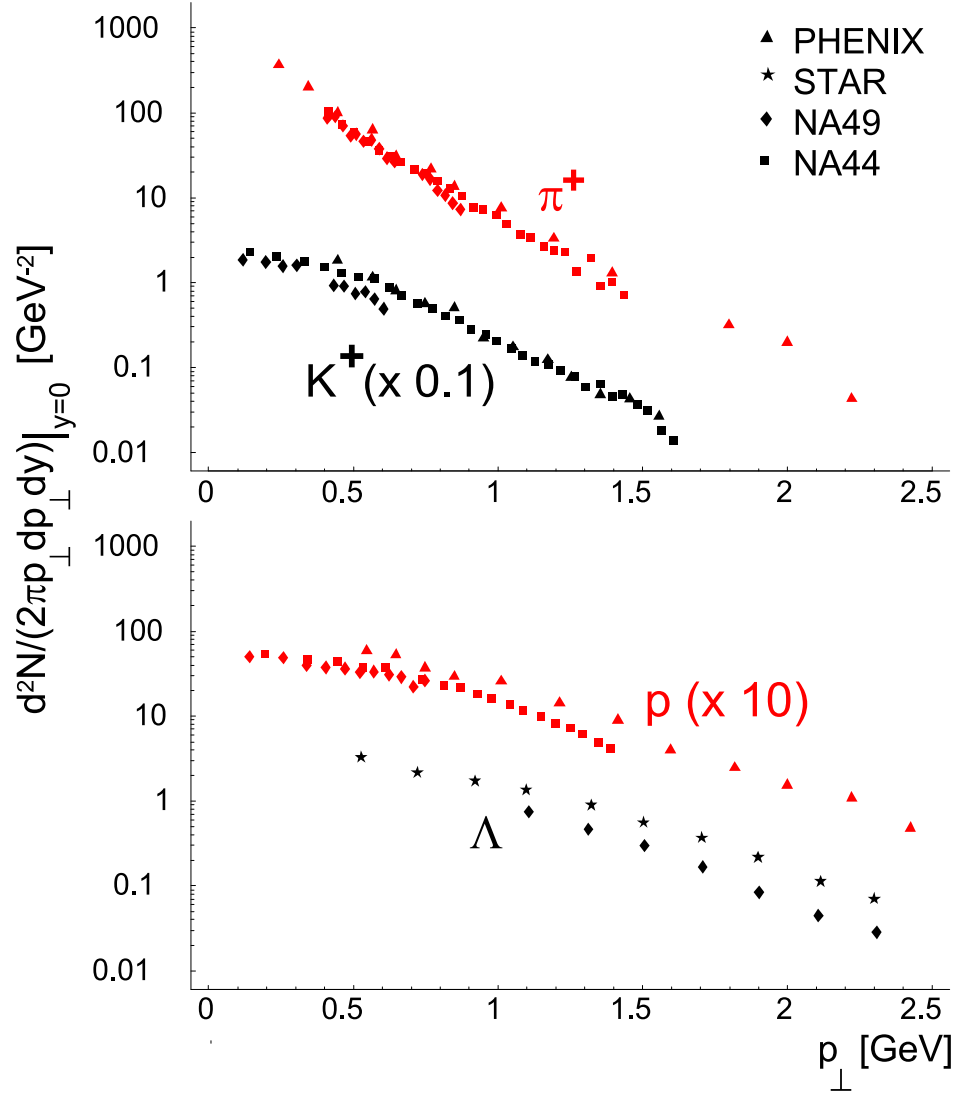 1000
100
10
1
0.1
0.01
▲ PHENIX
★ STAR
◆ NA49
■ NA44
π⁺
K⁺(x 0.1)
0 0.5 1 1.5 2 2.5
d²N/(2πp⊥ dp⊥ dy)|y=0 [GeV⁻²]
1000
100
10
1
0.1
0.01
p (x 10)
Λ
0 0.5 1 1.5 2 2.5
p⊥ [GeV]